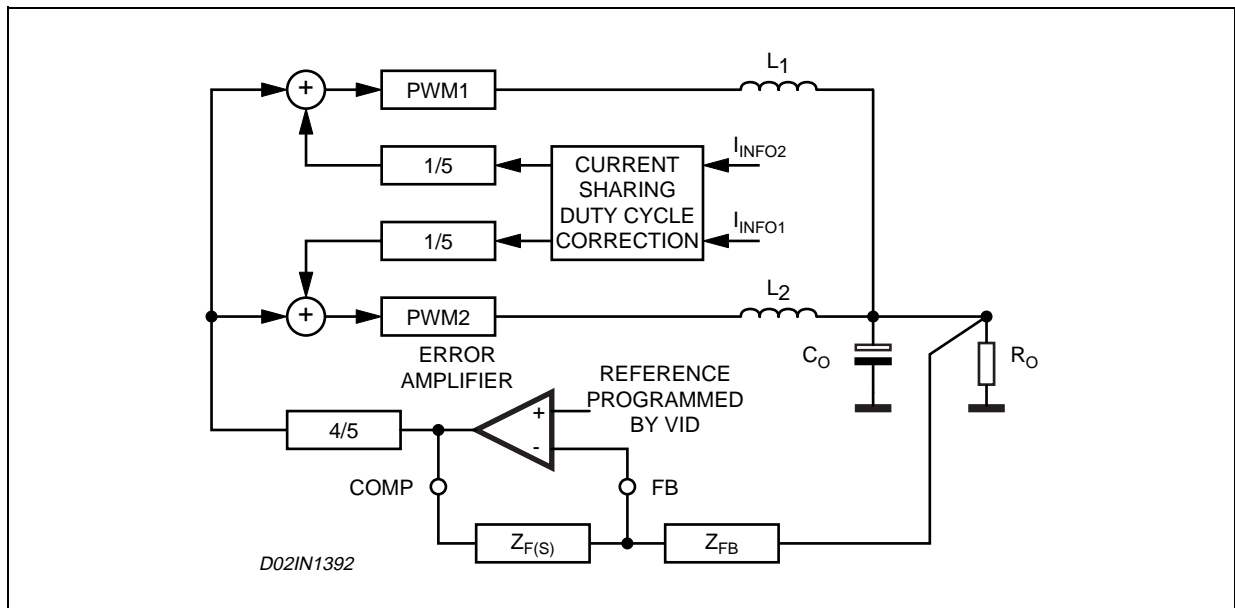 L1
+
PWM1
1/5
CURRENT
SHARING
DUTY CYCLE
CORRECTION
IINFO2
IINFO1
1/5
L2
+
PWM2
ERROR
AMPLIFIER
REFERENCE
PROGRAMMED
BY VID
CO
RO
4/5
+
-
COMP
FB
ZF(S)
ZFB
D02IN1392